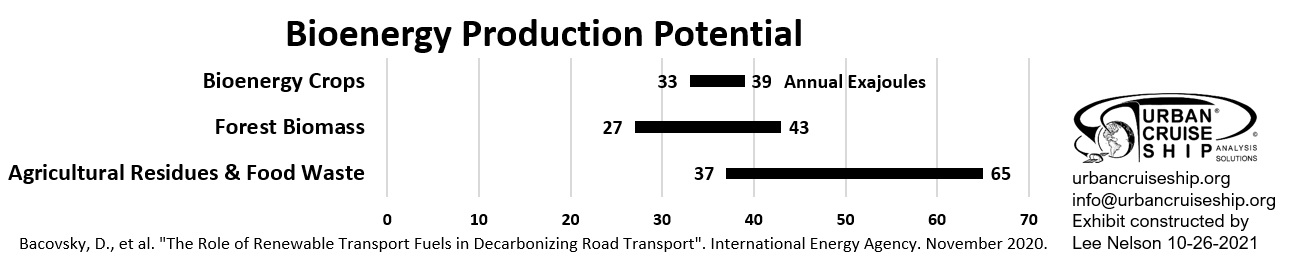 Bioenergy Production Potential
Bioenergy Crops 33 39 Annual Exajoules
Forest Biomass 27 43
Agricultural Residues & Food Waste 37 65
0 10 20 30 40 50 60 70
Bacovsky, D., et al. "The Role of Renewable Transport Fuels in Decarbonizing Road Transport". International Energy Agency. November 2020.
URBAN®
CRUISE ©
SHIP ANALYSIS
SOLUTIONS
urbancruiseship.org
info@urbancruiseship.org
Exhibit constructed by
Lee Nelson 10-26-2021